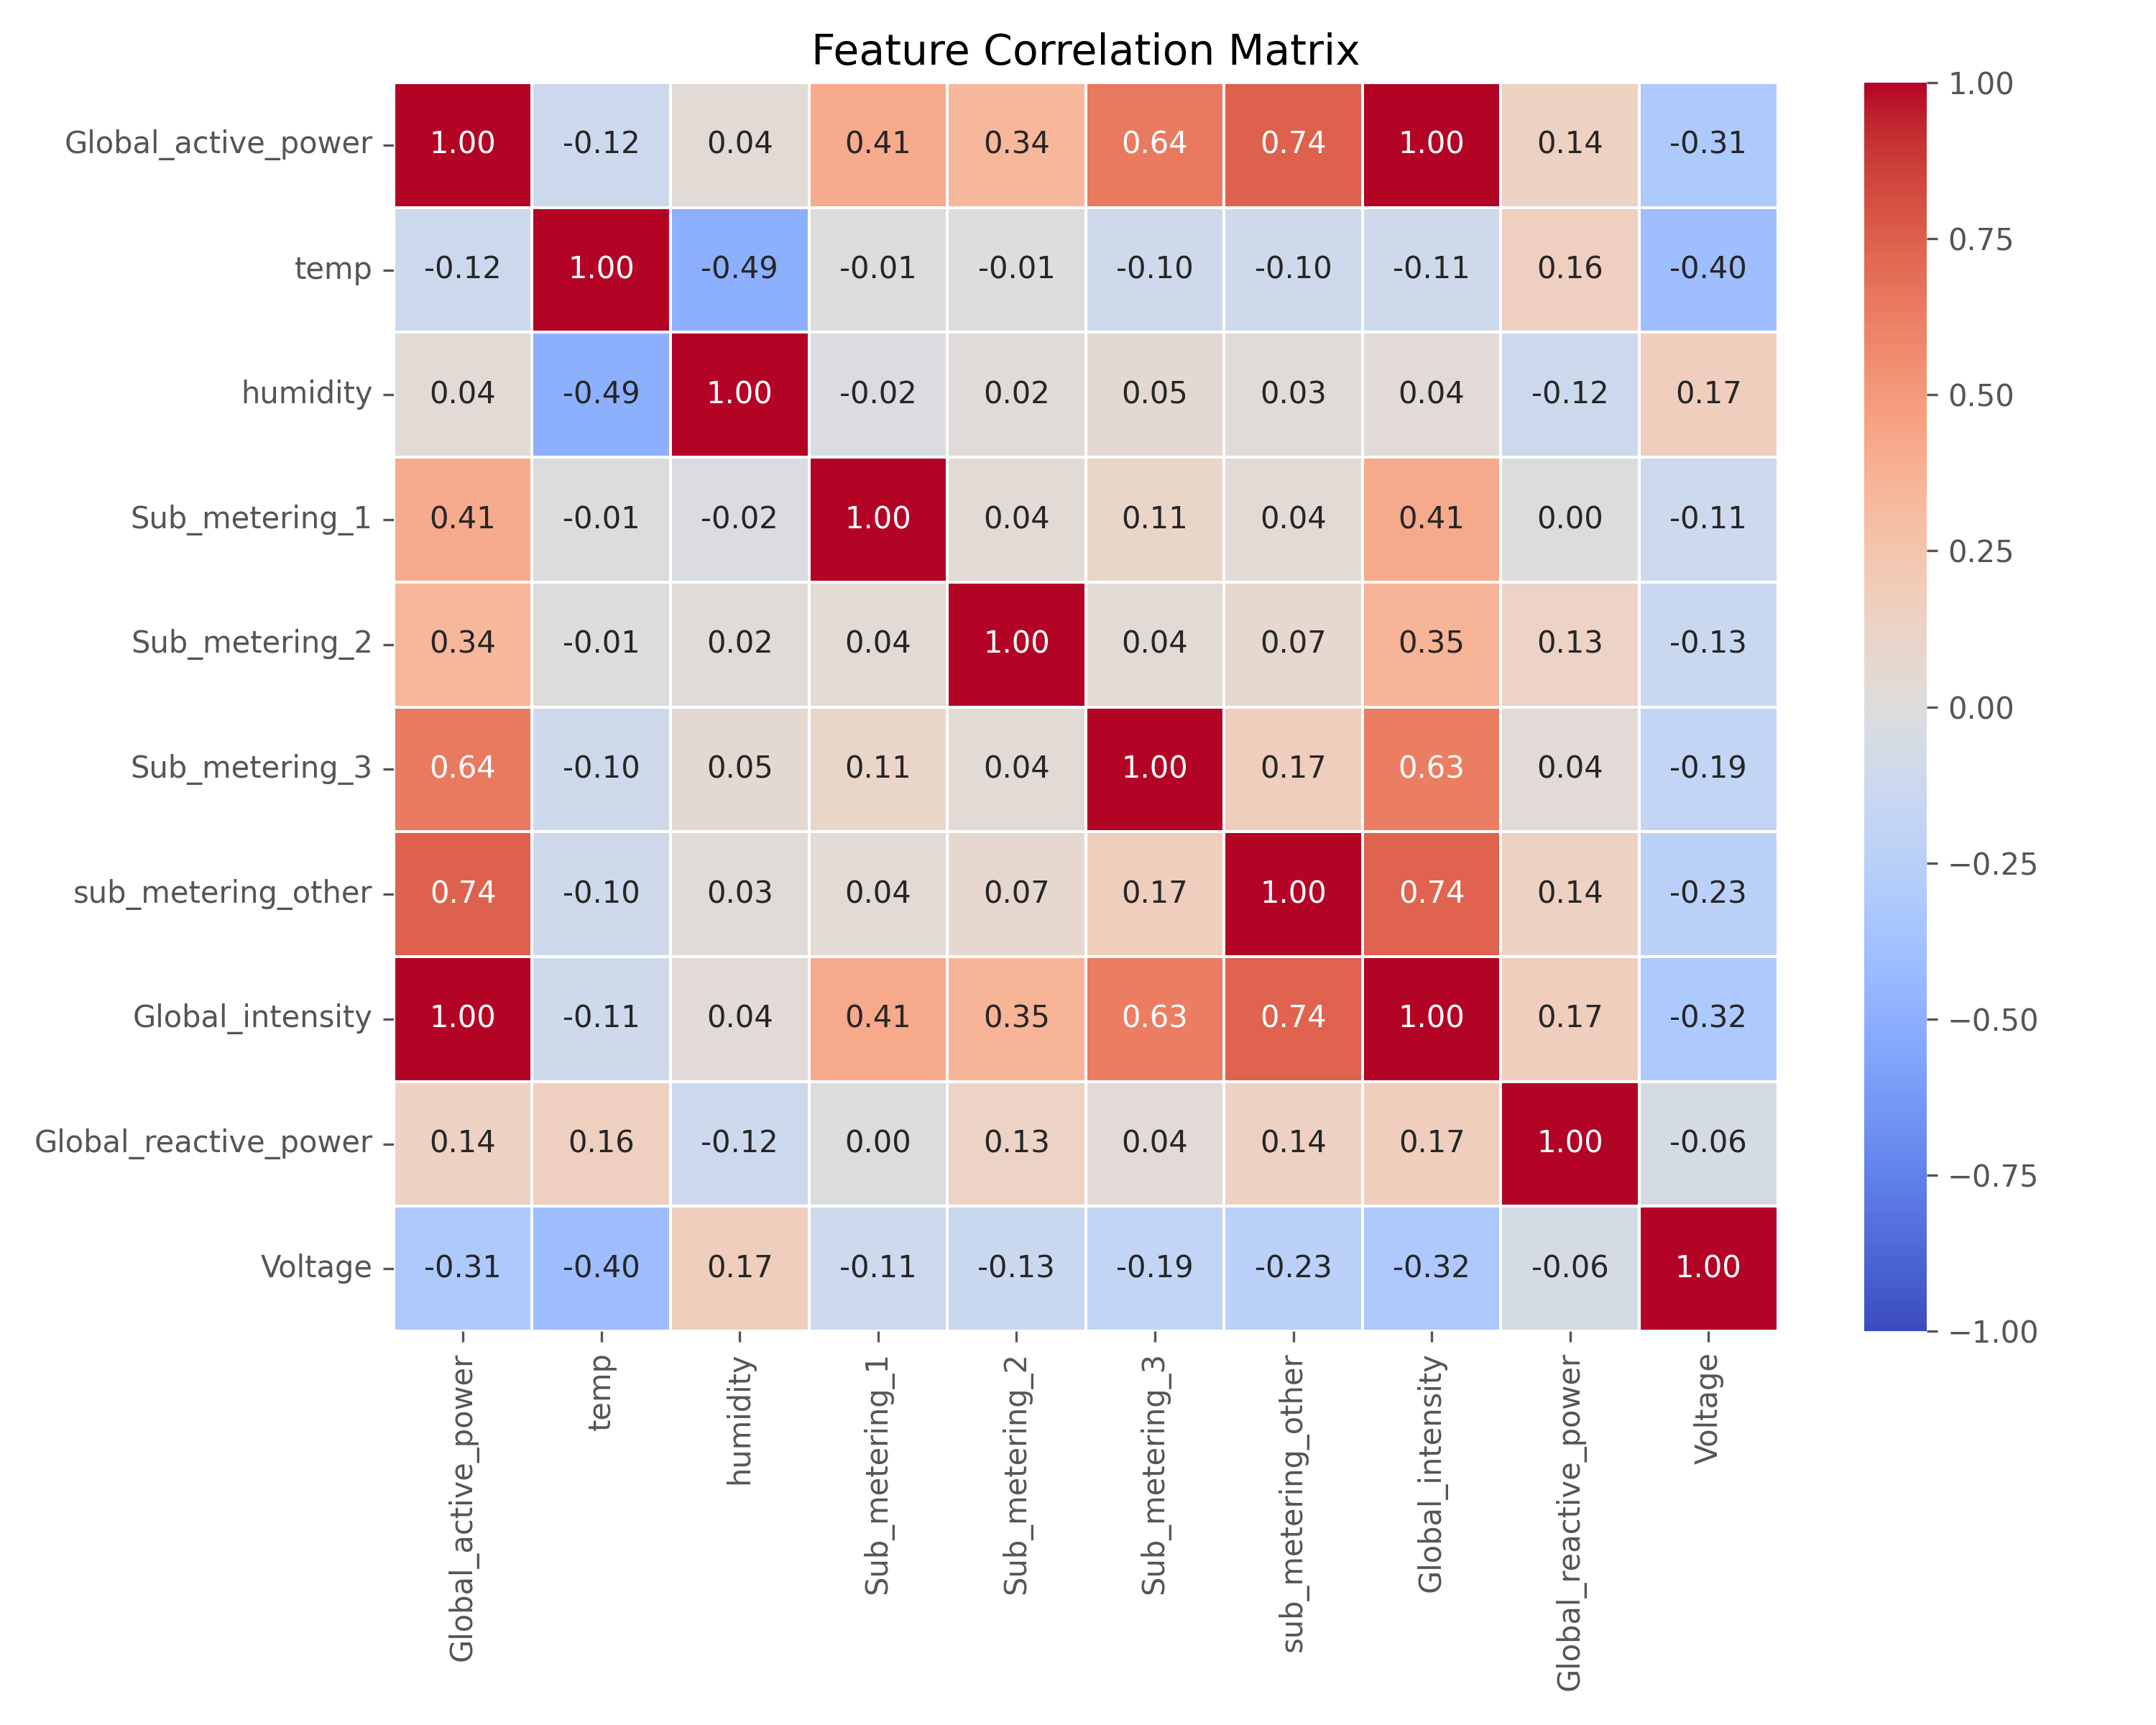 Feature Correlation Matrix
Global_active_power 1.00 -0.12 0.04 0.41 0.34 0.64 0.74 1.00 0.14 -0.31
temp -0.12 1.00 -0.49 -0.01 -0.01 -0.10 -0.10 -0.11 0.16 -0.40
humidity 0.04 -0.49 1.00 -0.02 0.02 0.05 0.03 0.04 -0.12 0.17
Sub_metering_1 0.41 -0.01 -0.02 1.00 0.04 0.11 0.04 0.41 0.00 -0.11
Sub_metering_2 0.34 -0.01 0.02 0.04 1.00 0.04 0.07 0.35 0.13 -0.13
Sub_metering_3 0.64 -0.10 0.05 0.11 0.04 1.00 0.17 0.63 0.04 -0.19
sub_metering_other 0.74 -0.10 0.03 0.04 0.07 0.17 1.00 0.74 0.14 -0.23
Global_intensity 1.00 -0.11 0.04 0.41 0.35 0.63 0.74 1.00 0.17 -0.32
Global_reactive_power 0.14 0.16 -0.12 0.00 0.13 0.04 0.14 0.17 1.00 -0.06
Voltage -0.31 -0.40 0.17 -0.11 -0.13 -0.19 -0.23 -0.32 -0.06 1.00
Global_active_power
temp
humidity
Sub_metering_1
Sub_metering_2
Sub_metering_3
sub_metering_other
Global_intensity
Global_reactive_power
Voltage
1.00
0.75
0.50
0.25
0.00
−0.25
−0.50
−0.75
−1.00